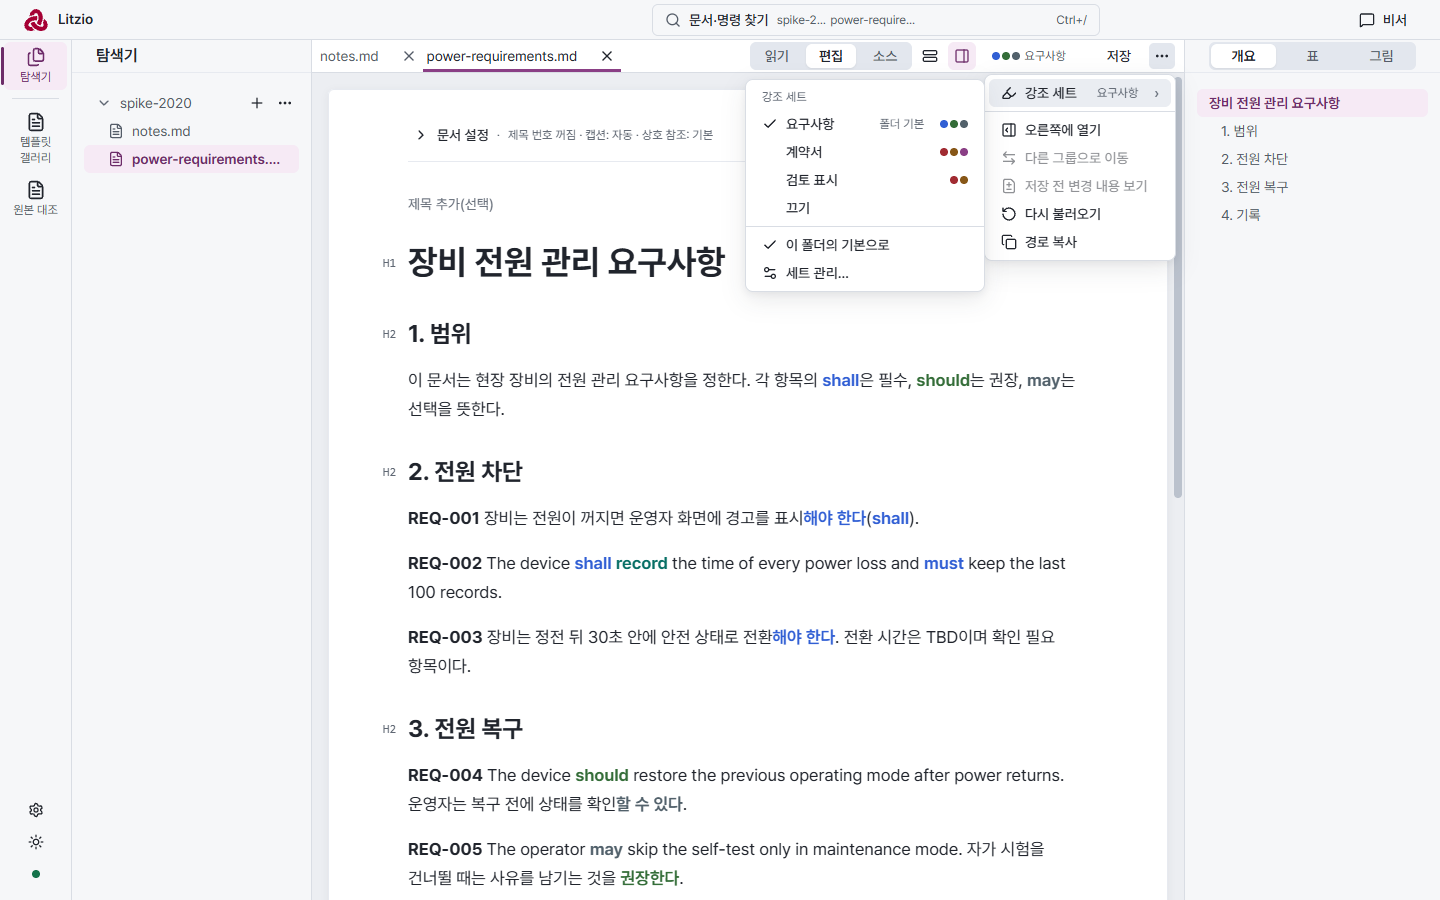 Litzio
문서·명령 찾기 spike-2... power-require... Ctrl+/
비서
탐색기
템플릿
갤러리
원본 대조
탐색기
spike-2020
notes.md
power-requirements....
notes.md
power-requirements.md
읽기 편집 소스
요구사항
저장
강조 세트
요구사항 폴더 기본
계약서
검토 표시
끄기
이 폴더의 기본으로
세트 관리...
강조 세트 요구사항
오른쪽에 열기
다른 그룹으로 이동
저장 전 변경 내용 보기
다시 불러오기
경로 복사
문서 설정 · 제목 번호 꺼짐 · 캡션: 자동 · 상호 참조: 기본
제목 추가(선택)
H1 장비 전원 관리 요구사항
H2 1. 범위
이 문서는 현장 장비의 전원 관리 요구사항을 정한다. 각 항목의 shall은 필수, should는 권장, may는
선택을 뜻한다.
H2 2. 전원 차단
REQ-001 장비는 전원이 꺼지면 운영자 화면에 경고를 표시해야 한다(shall).
REQ-002 The device shall record the time of every power loss and must keep the last
100 records.
REQ-003 장비는 정전 뒤 30초 안에 안전 상태로 전환해야 한다. 전환 시간은 TBD이며 확인 필요
항목이다.
H2 3. 전원 복구
REQ-004 The device should restore the previous operating mode after power returns.
운영자는 복구 전에 상태를 확인할 수 있다.
REQ-005 The operator may skip the self-test only in maintenance mode. 자가 시험을
건너뛸 때는 사유를 남기는 것을 권장한다.
개요 표 그림
장비 전원 관리 요구사항
1. 범위
2. 전원 차단
3. 전원 복구
4. 기록